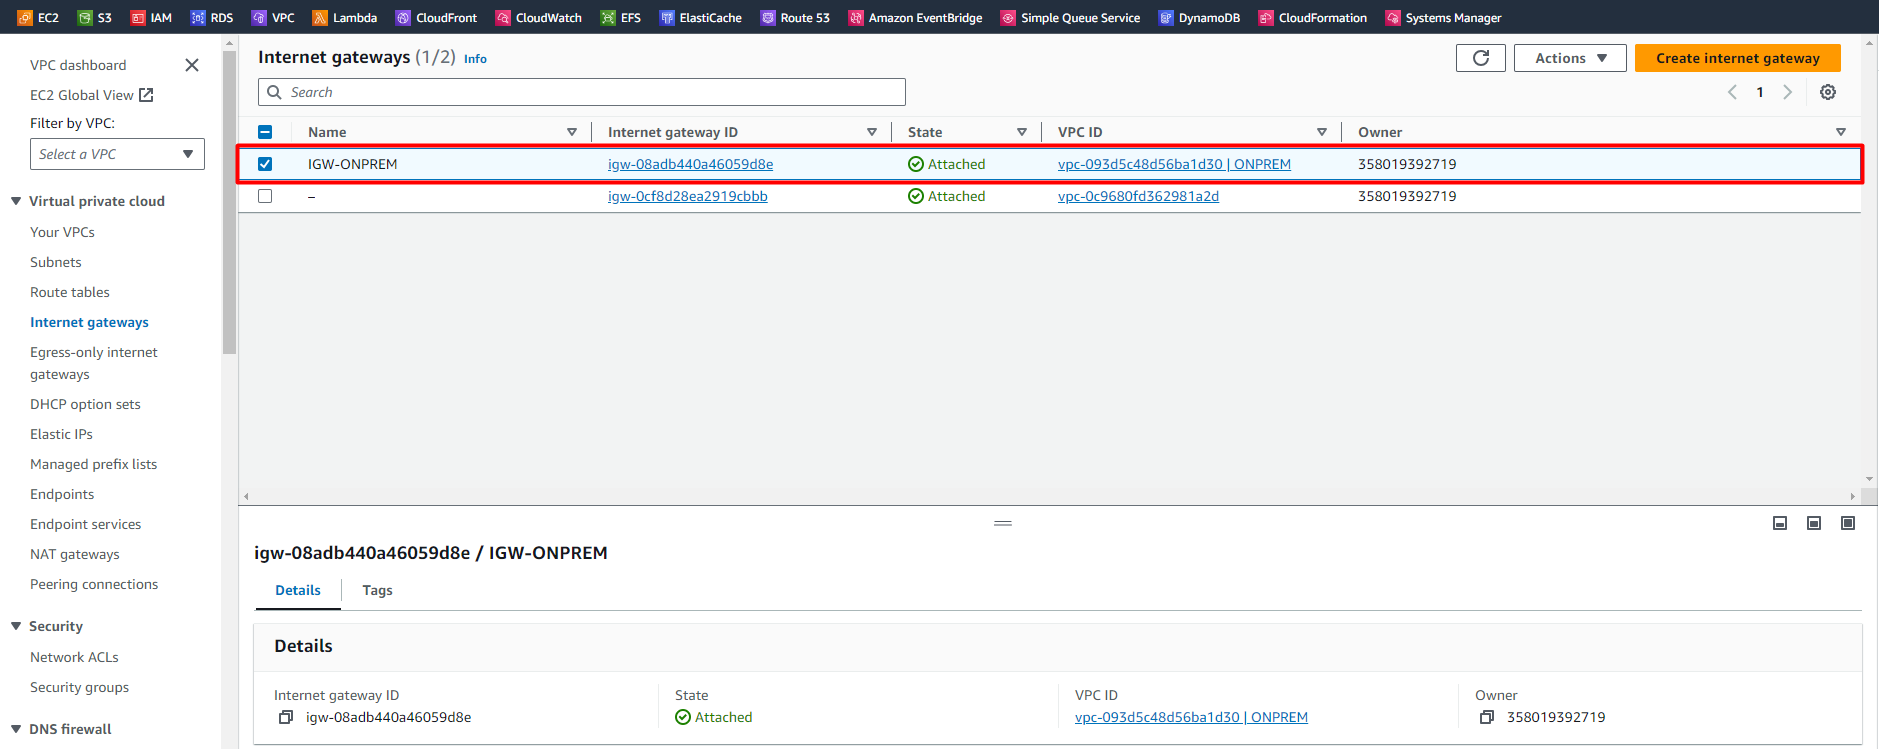 EC2 S3 IAM RDS VPC Lambda CloudFront CloudWatch EFS ElastiCache Route 53 Amazon EventBridge Simple Queue Service DynamoDB CloudFormation Systems Manager
VPC dashboard
EC2 Global View
Filter by VPC:
Select a VPC
Virtual private cloud
Your VPCs
Subnets
Route tables
Internet gateways
Egress-only internet
gateways
DHCP option sets
Elastic IPs
Managed prefix lists
Endpoints
Endpoint services
NAT gateways
Peering connections
Security
Network ACLs
Security groups
DNS firewall
Internet gateways (1/2) Info
Actions
Create internet gateway
Search
1
Name Internet gateway ID State VPC ID Owner
IGW-ONPREM igw-08adb440a46059d8e Attached vpc-093d5c48d56ba1d30 | ONPREM 358019392719
– igw-0cf8d28ea2919cbbb Attached vpc-0c9680fd362981a2d 358019392719
igw-08adb440a46059d8e / IGW-ONPREM
Details Tags
Details
Internet gateway ID State VPC ID Owner
igw-08adb440a46059d8e Attached vpc-093d5c48d56ba1d30 | ONPREM 358019392719